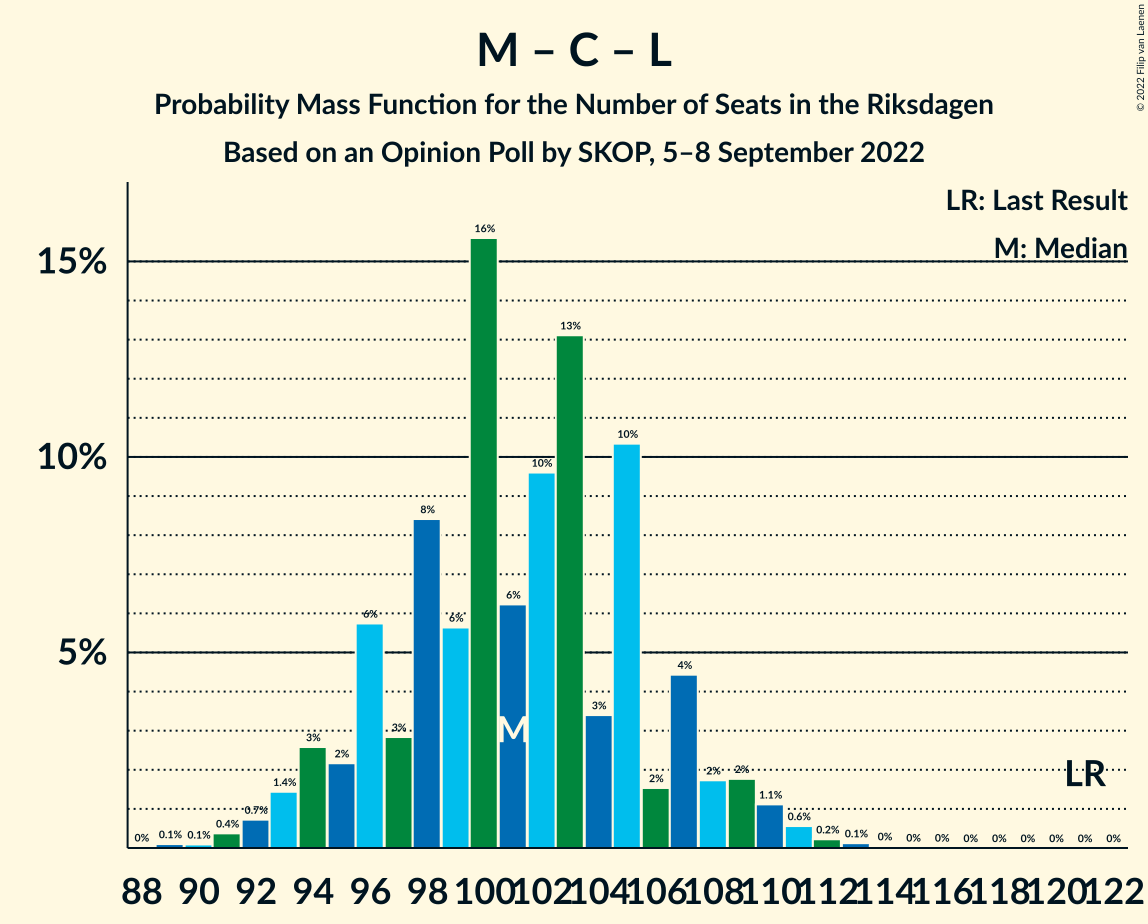 M – C – L
Probability Mass Function for the Number of Seats in the Riksdagen
Based on an Opinion Poll by SKOP, 5–8 September 2022
© 2022 Filip van Laenen
LR: Last Result
M: Median
15%
10%
5%
0% 0.1% 0.1% 0.4% 0.7% 1.4% 3% 2% 6% 3% 8% 6% 16% 6% 10% 13% 3% 10% 2% 4% 2% 2% 1.1% 0.6% 0.2% 0.1% 0% 0% 0% 0% 0% 0% 0% 0% 0%
M
LR
88 90 92 94 96 98 100 102 104 106 108 110 112 114 116 118 120 122